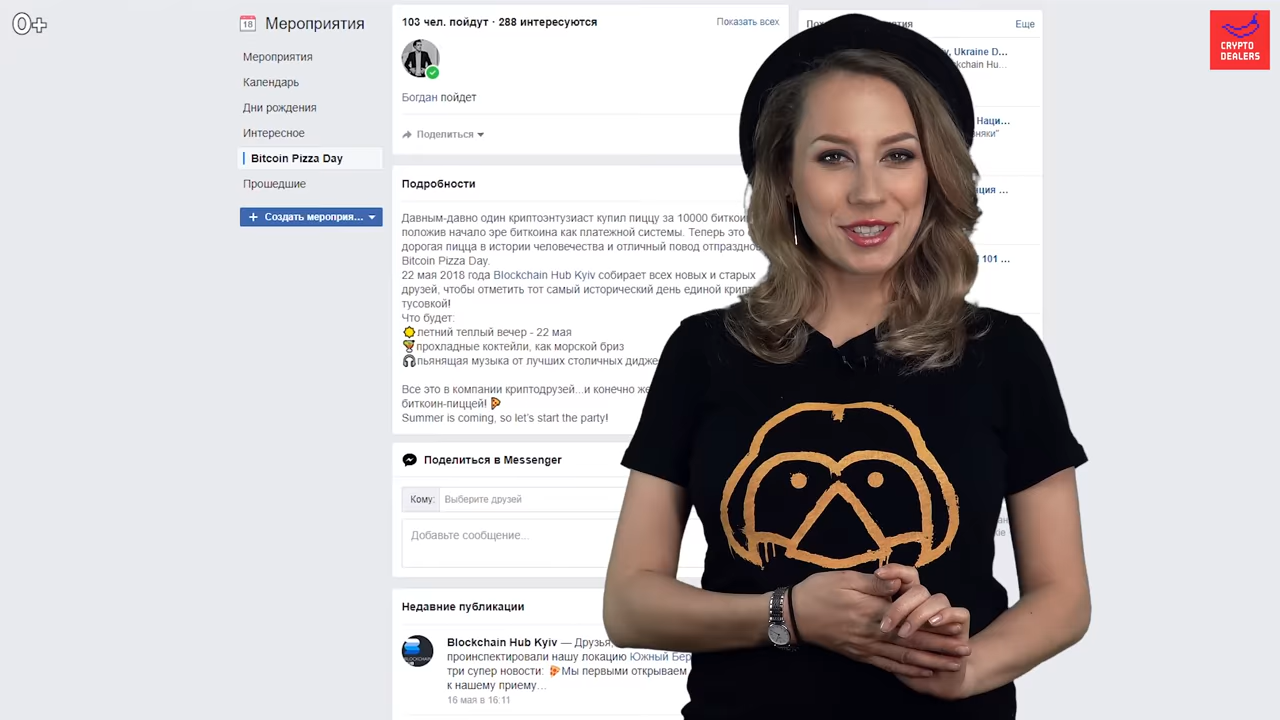 0+
18 Мероприятия
Мероприятия
Календарь
Дни рождения
Интересное
Bitcoin Pizza Day
Прошедшие
+ Создать мероприя...
103 чел. пойдут · 288 интересуются
Показать всех
Богдан пойдет
Поделиться
Подробности
Давным-давно один криптоэнтузиаст купил пиццу за 10000
положив начало эре биткоина как платежной системы. Теперь это
дорогая пицца в истории человечества и отличный повод
Bitcoin Pizza Day.
22 мая 2018 года Blockchain Hub Kyiv собирает всех новых и старых
друзей, чтобы отметить тот самый исторический день единой
тусовкой!
Что будет:
летний теплый вечер - 22 мая
прохладные коктейли, как морской бриз
пьянящая музыка от лучших столичных
Все это в компании криптодрузей...и конечно же
биткоин-пиццей!
Summer is coming, so let's start the party!
Поделиться в Messenger
Кому: Выберите друзей
Добавьте сообщение...
Недавние публикации
Blockchain Hub Kyiv — Друзья,
проинспектировали нашу локацию Южный
три супер новости: Мы первыми открываем
к нашему приему...
16 мая в 16:11
Еще
Ukraine D...
Hu...
Наци...
101 ...
CRYPTO
DEALERS